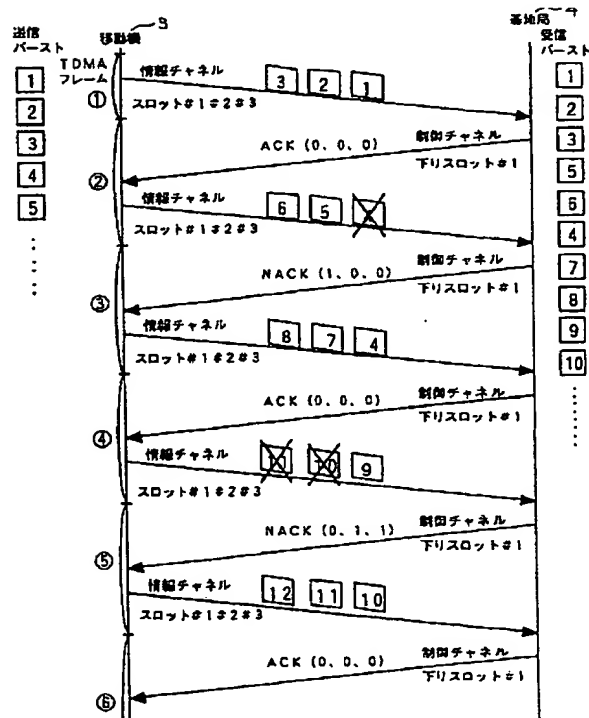 送信
バースト
1
2
3
4
5
移動機
3
TDMA
フレーム
①
情報チャネル
3 2 1
スロット#1#2#3
ACK (0、0、0)
制御チャネル
下りスロット#1
②
情報チャネル
6 5
スロット#1#2#3
NACK (1、0、0)
制御チャネル
下りスロット#1
③
情報チャネル
8 7 4
スロット#1#2#3
ACK (0、0、0)
制御チャネル
下りスロット#1
④
情報チャネル
11 10 9
スロット#1#2#3
NACK (0、1、1)
制御チャネル
下りスロット#1
⑤
情報チャネル
12 11 10
スロット#1#2#3
ACK (0、0、0)
制御チャネル
下りスロット#1
⑥
基地局
4
受信
バースト
1
2
3
5
6
4
7
8
9
10